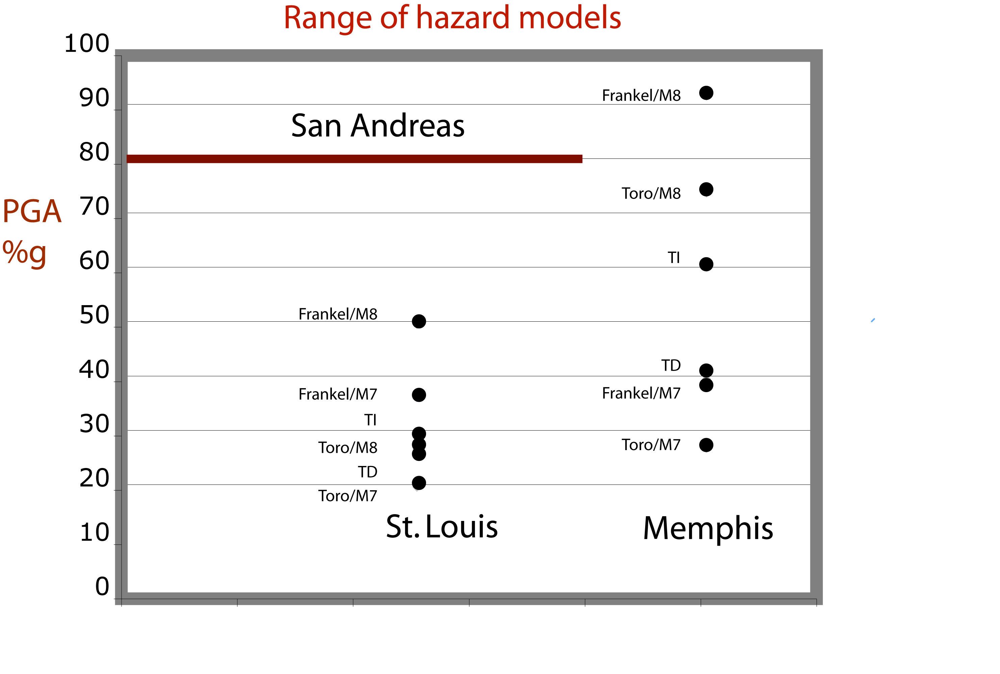 Range of hazard models
100
90
80
70
60
50
40
30
20
10
0
PGA
%g
San Andreas
Frankel/M8
Frankel/M7
TI
Toro/M8
TD
Toro/M7
St. Louis
Frankel/M8
Toro/M8
TI
TD
Frankel/M7
Toro/M7
Memphis